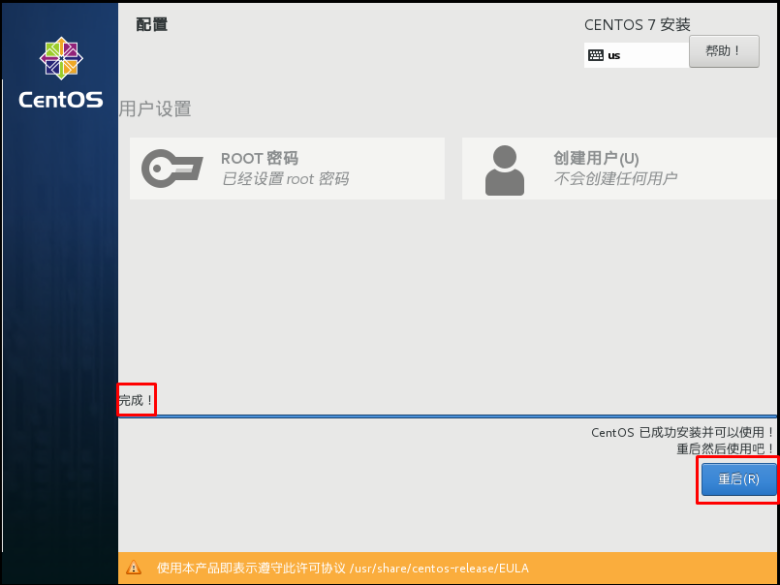 配置
CENTOS 7 安装
us
帮助！
CentOS
用户设置
ROOT 密码
已经设置 root 密码
创建用户(U)
不会创建任何用户
完成！
CentOS 已成功安装并可以使用！
重启然后使用吧！
重启(R)
使用本产品即表示遵守此许可协议 /usr/share/centos-release/EULA